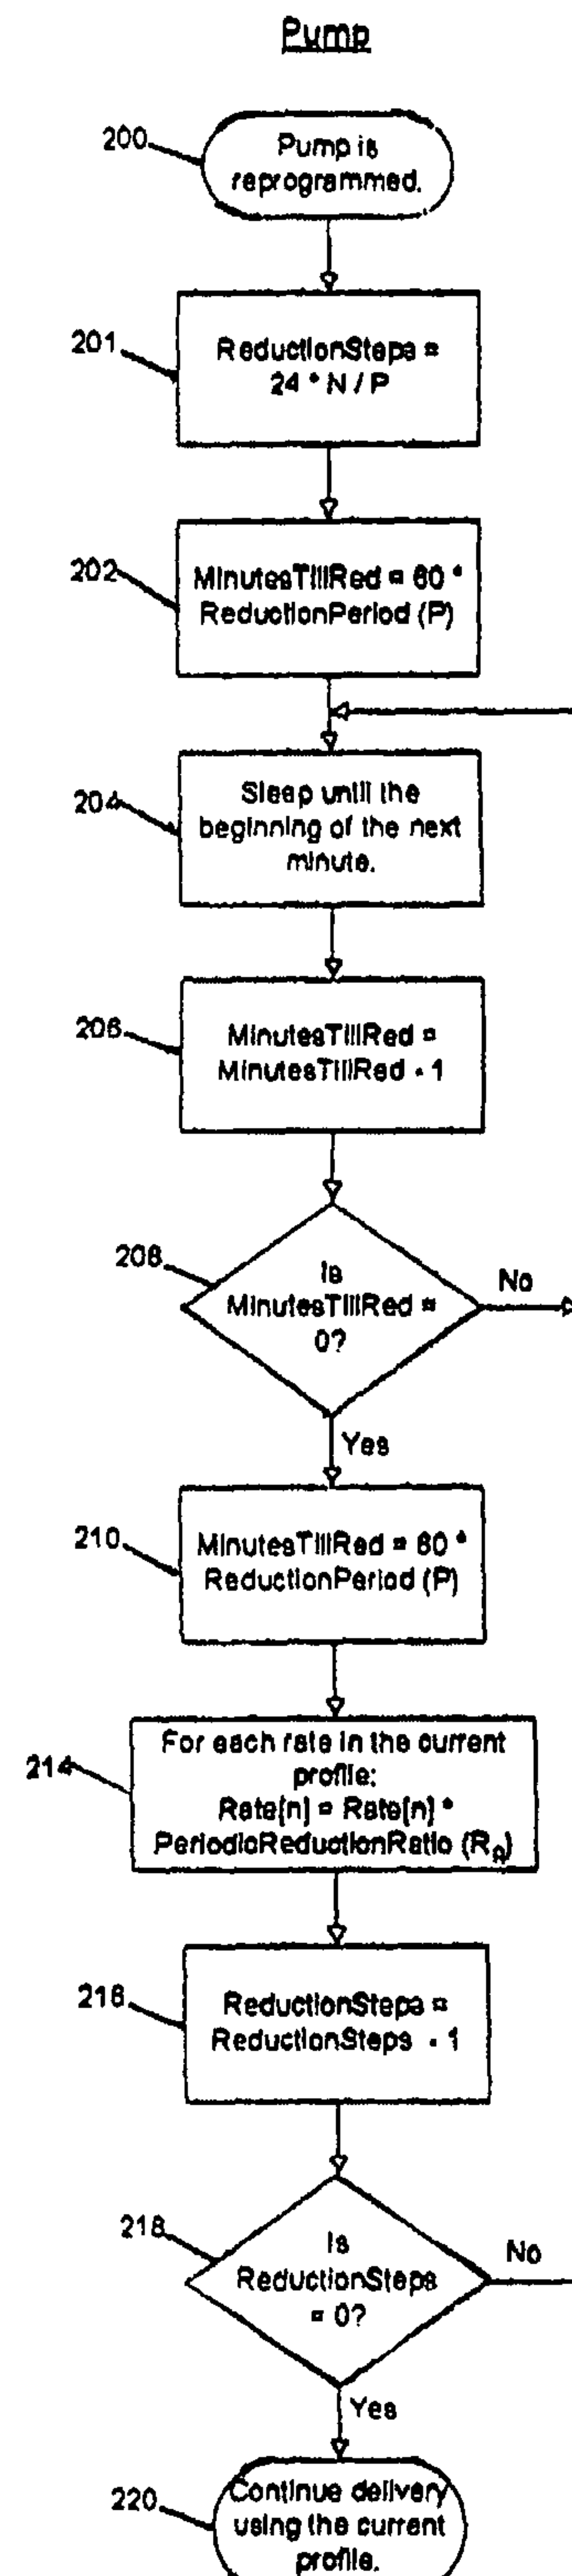 Pump
200
Pump is
reprogrammed.
201
ReductionSteps =
24 * N / P
202
MinutesTillRed = 60 *
ReductionPeriod (P)
204
Sleep until the
beginning of the next
minute.
206
MinutesTillRed =
MinutesTillRed - 1
208
Is
MinutesTillRed =
0?
No
Yes
210
MinutesTillRed = 60 *
ReductionPeriod (P)
214
For each rate in the current
profile:
Rate[n] = Rate[n] *
PeriodicReductionRatio (Rp)
216
ReductionSteps =
ReductionSteps - 1
218
Is
ReductionSteps
= 0?
No
Yes
220
Continue delivery
using the current
profile.